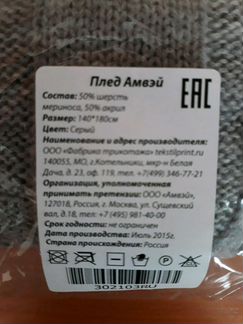 Плед Амвэй
EAC
Состав: 50% шерсть
мериноса, 50% акрил
Размер: 140*180см
Цвет: Серый
Наименование и адрес производителя:
ООО «Фабрика трикотажа» tekstilprint.ru
140055, МО, г.Котельники, мкр-н Белая
Дача, д. 23, оф. 119, тел. +7(499) 346-77-21
Организация, уполномоченная
принимать претензии: ООО «Амвэй»,
127018, Россия, г. Москва, ул. Сущевский
вал,д.18, тел: +7 (495) 981-40-00
Срок годности: не ограничен
Дата производства: Июль 2015г.
Страна происхождения: Россия
302103RU